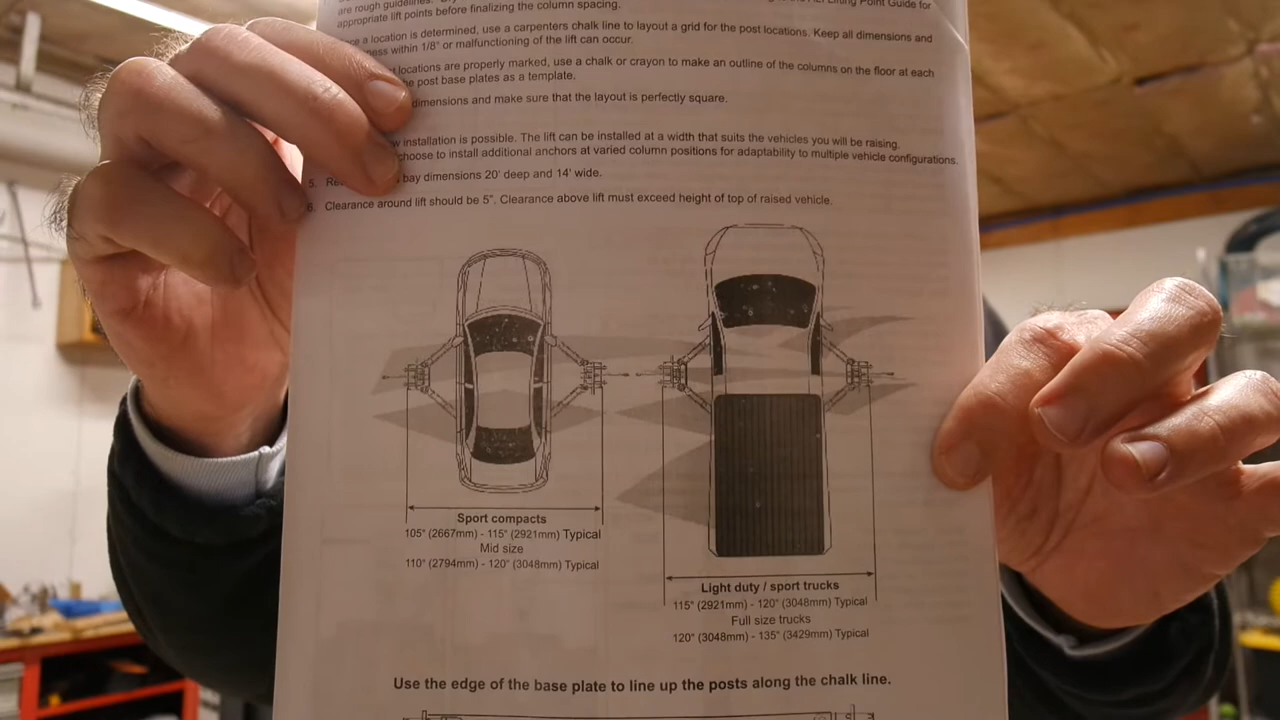 are rough guidelines.
Lifting Point Guide for
appropriate lift points before finalizing the column spacing.
a location is determined, use a carpenters chalk line to layout a grid for the post locations. Keep all dimensions and
within 1/8" or malfunctioning of the lift can occur.
locations are properly marked, use a chalk or crayon to make an outline of the columns on the floor at each
post base plates as a template.
dimensions and make sure that the layout is perfectly square.
installation is possible. The lift can be installed at a width that suits the vehicles you will be raising.
choose to install additional anchors at varied column positions for adaptability to multiple vehicle configurations.
5. bay dimensions 20' deep and 14' wide.
6. Clearance around lift should be 5". Clearance above lift must exceed height of top of raised vehicle.
Sport compacts
105" (2667mm) - 115" (2921mm) Typical
Mid size
110" (2794mm) - 120" (3048mm) Typical
Light duty / sport trucks
115" (2921mm) - 120" (3048mm) Typical
Full size trucks
120" (3048mm) - 135" (3429mm) Typical
Use the edge of the base plate to line up the posts along the chalk line.